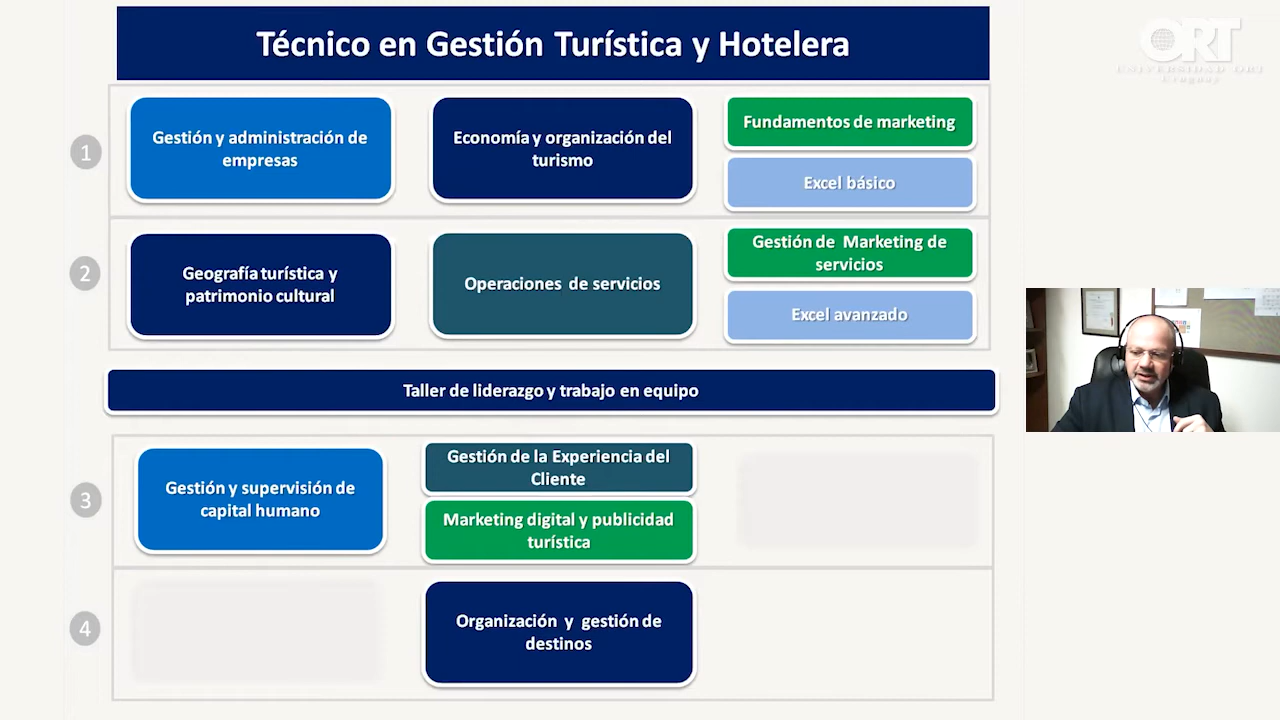 Técnico en Gestión Turística y Hotelera
ORT
UNIVERSIDAD ORT
Uruguay
1
Gestión y administración de
empresas
Economía y organización del
turismo
Fundamentos de marketing
Excel básico
2
Geografía turística y
patrimonio cultural
Operaciones de servicios
Gestión de Marketing de
servicios
Excel avanzado
Taller de liderazgo y trabajo en equipo
3
Gestión y supervisión de
capital humano
Gestión de la Experiencia del
Cliente
Marketing digital y publicidad
turística
4
Organización y gestión de
destinos